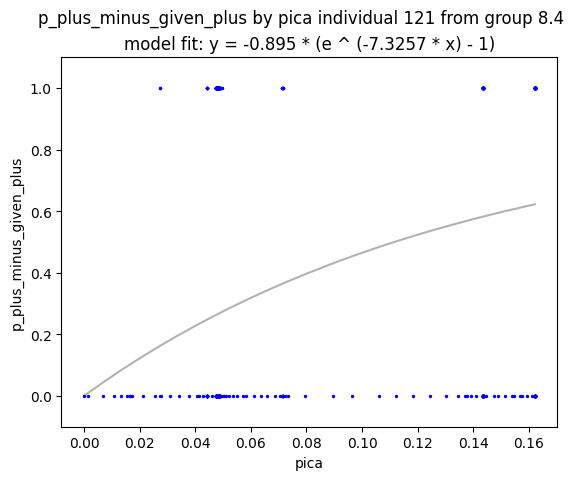 p_plus_minus_given_plus by pica individual 121 from group 8.4
model fit: y = -0.895 * (e ^ (-7.3257 * x) - 1)
p_plus_minus_given_plus
1.0
0.8
0.6
0.4
0.2
0.0
0.00 0.02 0.04 0.06 0.08 0.10 0.12 0.14 0.16
pica